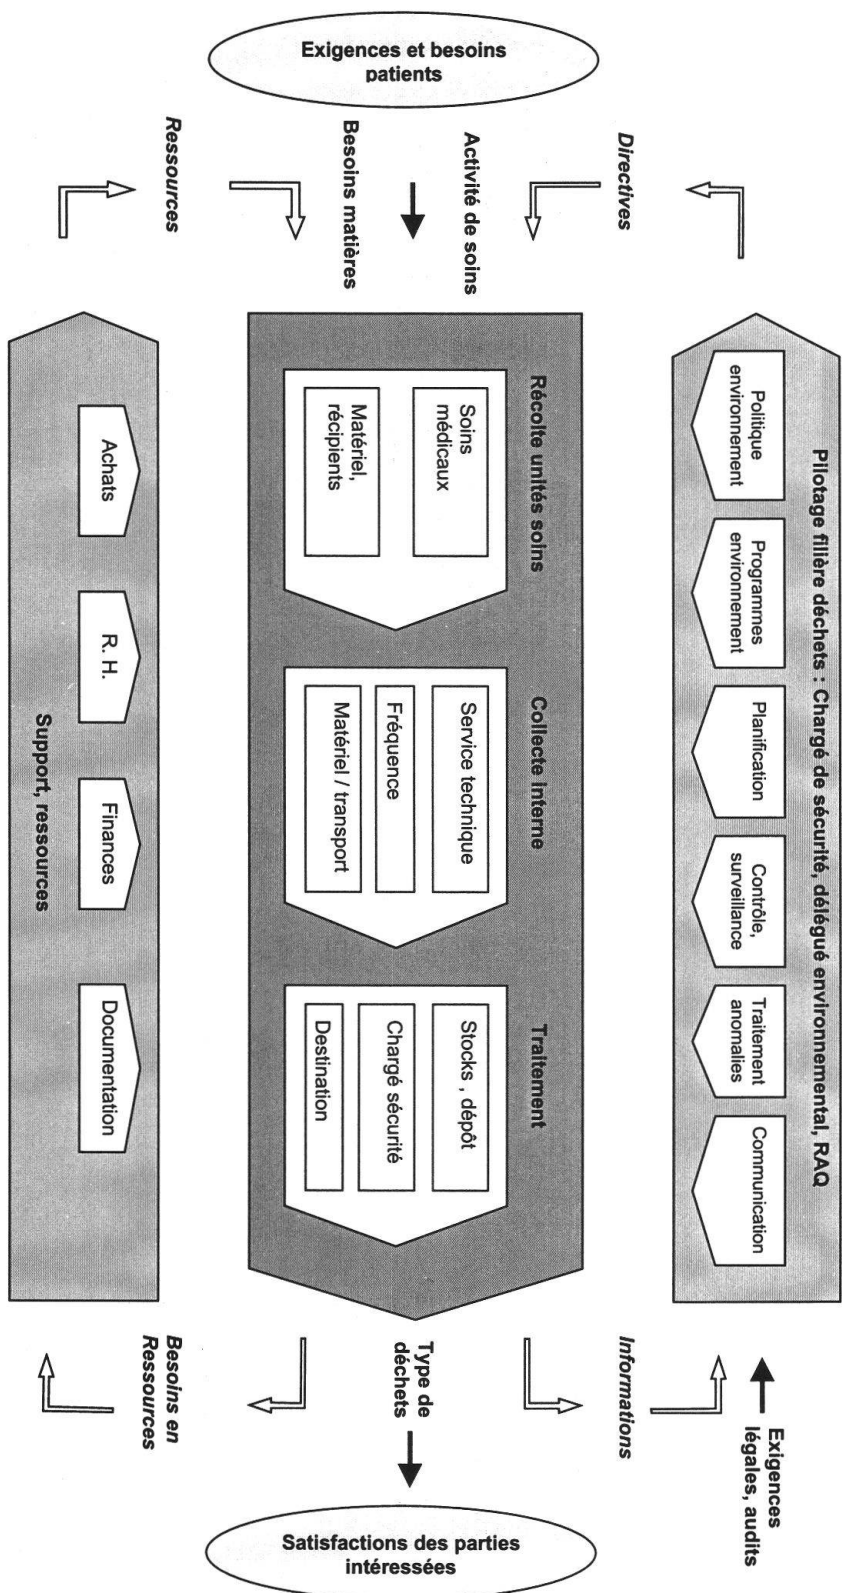 Exigences et besoins
patients
Ressources
Besoins matières
Activité de soins
Directives
Pilotage filière déchets : Chargé de sécurité, délégué environnemental, RAQ
Politique
environnement
Programmes
environnement
Planification
Contrôle,
surveillance
Traitement
anomalies
Communication
Récolte unités soins
Soins
médicaux
Matériel,
récipients
Collecte Interne
Service technique
Fréquence
Matériel / transport
Traitement
Stocks , dépôt
Chargé sécurité
Destination
Achats
R. H.
Finances
Documentation
Support, ressources
Exigences
légales, audits
Informations
Type de
déchets
Besoins en
Ressources
Satisfactions des parties
intéressées